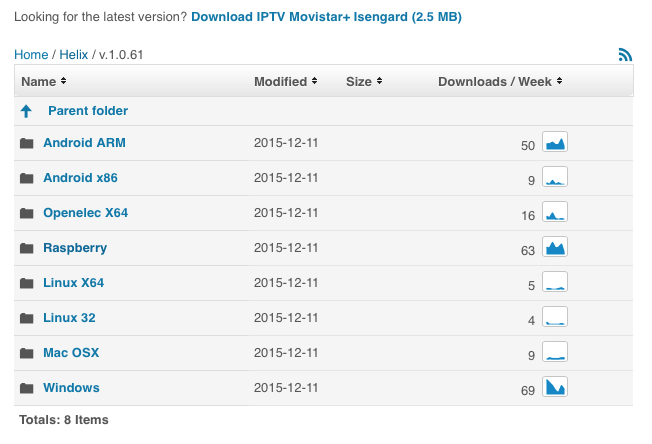 Looking for the latest version? Download IPTV Movistar+ Isengard (2.5 MB)
Home / Helix / v.1.0.61
Name Modified Size Downloads / Week
Parent folder
Android ARM 2015-12-11 50
Android x86 2015-12-11 9
Openelec X64 2015-12-11 16
Raspberry 2015-12-11 63
Linux X64 2015-12-11 5
Linux 32 2015-12-11 4
Mac OSX 2015-12-11 9
Windows 2015-12-11 69
Totals: 8 Items